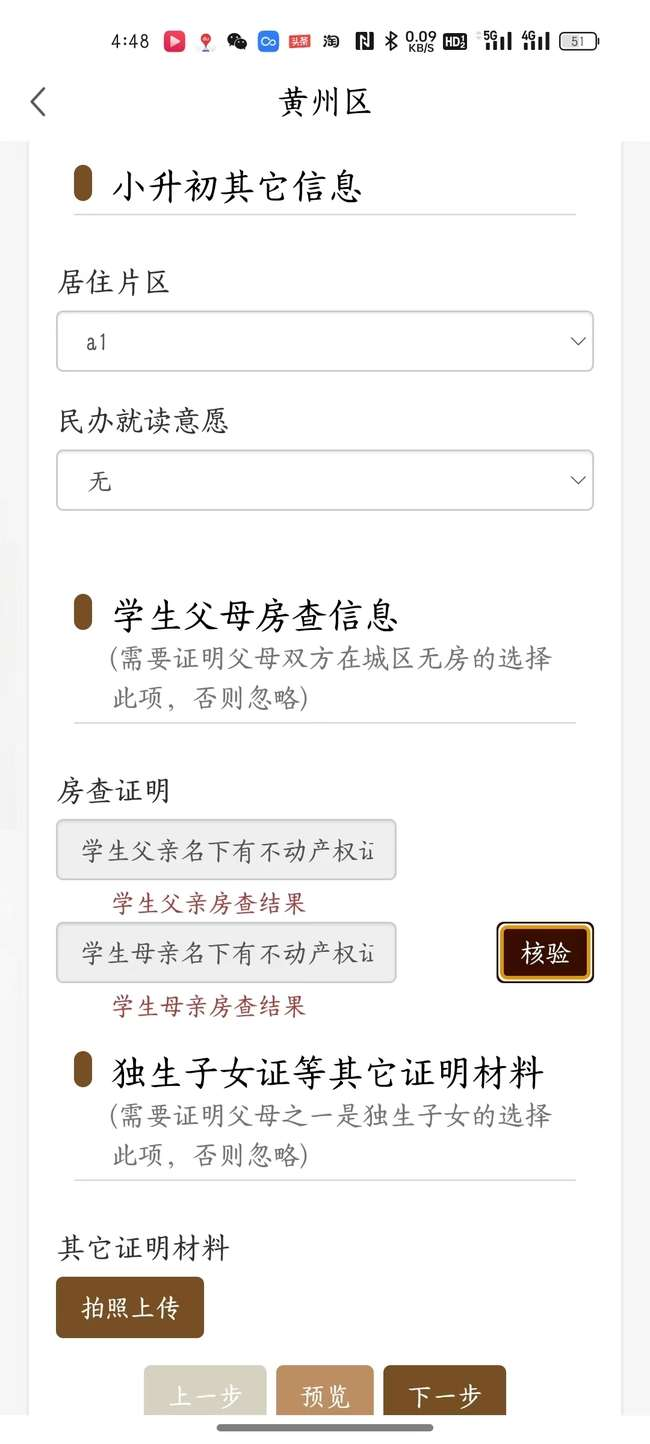 4:48
头条
淘
0.09
KB/S
HD
5G
4G
51
黄州区
小升初其它信息
居住片区
a1
民办就读意愿
无
学生父母房查信息
(需要证明父母双方在城区无房的选择
此项，否则忽略)
房查证明
学生父亲名下有不动产权证
学生父亲房查结果
学生母亲名下有不动产权证
核验
学生母亲房查结果
独生子女证等其它证明材料
(需要证明父母之一是独生子女的选择
此项，否则忽略)
其它证明材料
拍照上传
上一步
预览
下一步